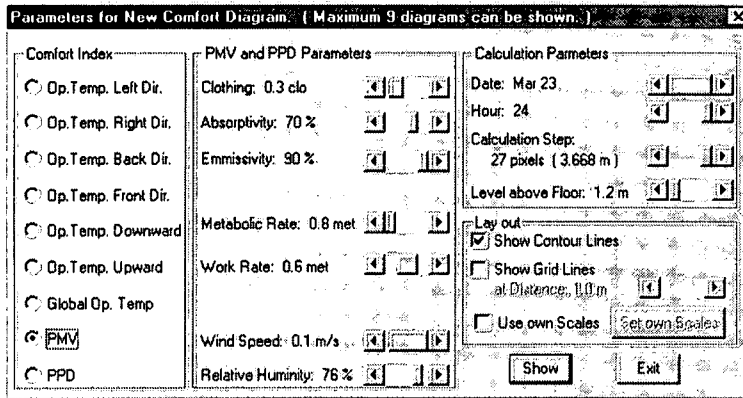 Parameters for New Comfort Diagram. ( Maximum 9 diagrams can be shown. )
Comfort Index
Op.Temp. Left Dir.
Op.Temp. Right Dir.
Op.Temp. Back Dir.
Op.Temp. Front Dir.
Op.Temp. Downward
Op.Temp. Upward
Global Op. Temp
PMV
PPD
PMV and PPD Parameters
Clothing: 0.3 clo
Absorptivity: 70 %
Emmissivity: 90 %
Metabolic Rate: 0.8 met
Work Rate: 0.6 met
Wind Speed: 0.1 m/s
Relative Huminity: 76 %
Calculation Parmeters
Date: Mar 23
Hour: 24
Calculation Step:
27 pixels ( 3.668 m )
Level above Floor: 1.2 m
Lay out
Show Contour Lines
Show Grid Lines
at Distance: m
Use own Scales
Set own Scales
Show
Exit